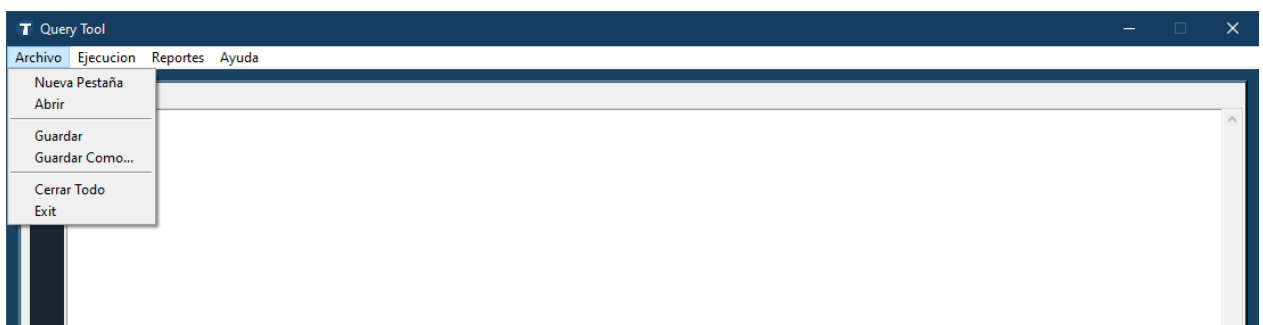 T Query Tool
Archivo Ejecucion Reportes Ayuda
Nueva Pestaña
Abrir
Guardar
Guardar Como...
Cerrar Todo
Exit